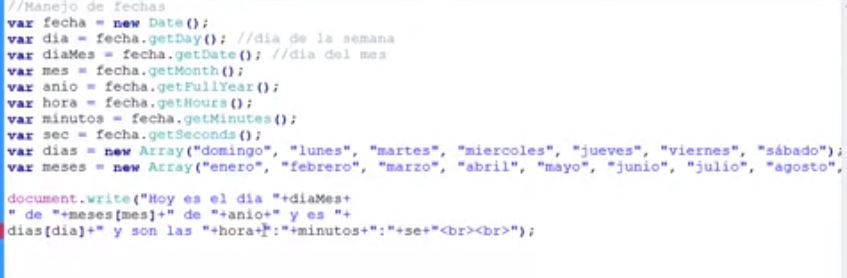 //Manejo de fechas
var fecha = new Date();
var dia = fecha.getDay(); //dia de la semana
var diaMes = fecha.getDate(); //dia del mes
var mes = fecha.getMonth();
var anio = fecha.getFullYear();
var hora = fecha.getHours();
var minutos = fecha.getMinutes();
var sec = fecha.getSeconds();
var dias = new Array("domingo", "lunes", "martes", "miercoles", "jueves", "viernes", "sábado");
var meses = new Array("enero", "febrero", "marzo", "abril", "mayo", "junio", "julio", "agosto",
document.write("Hoy es el día "+diaMes+
" de "+meses[mes]+" de "+anio+" y es "+
dias[dia]+" y son las "+hora+":"+minutos+":"+se+"<br><br>");